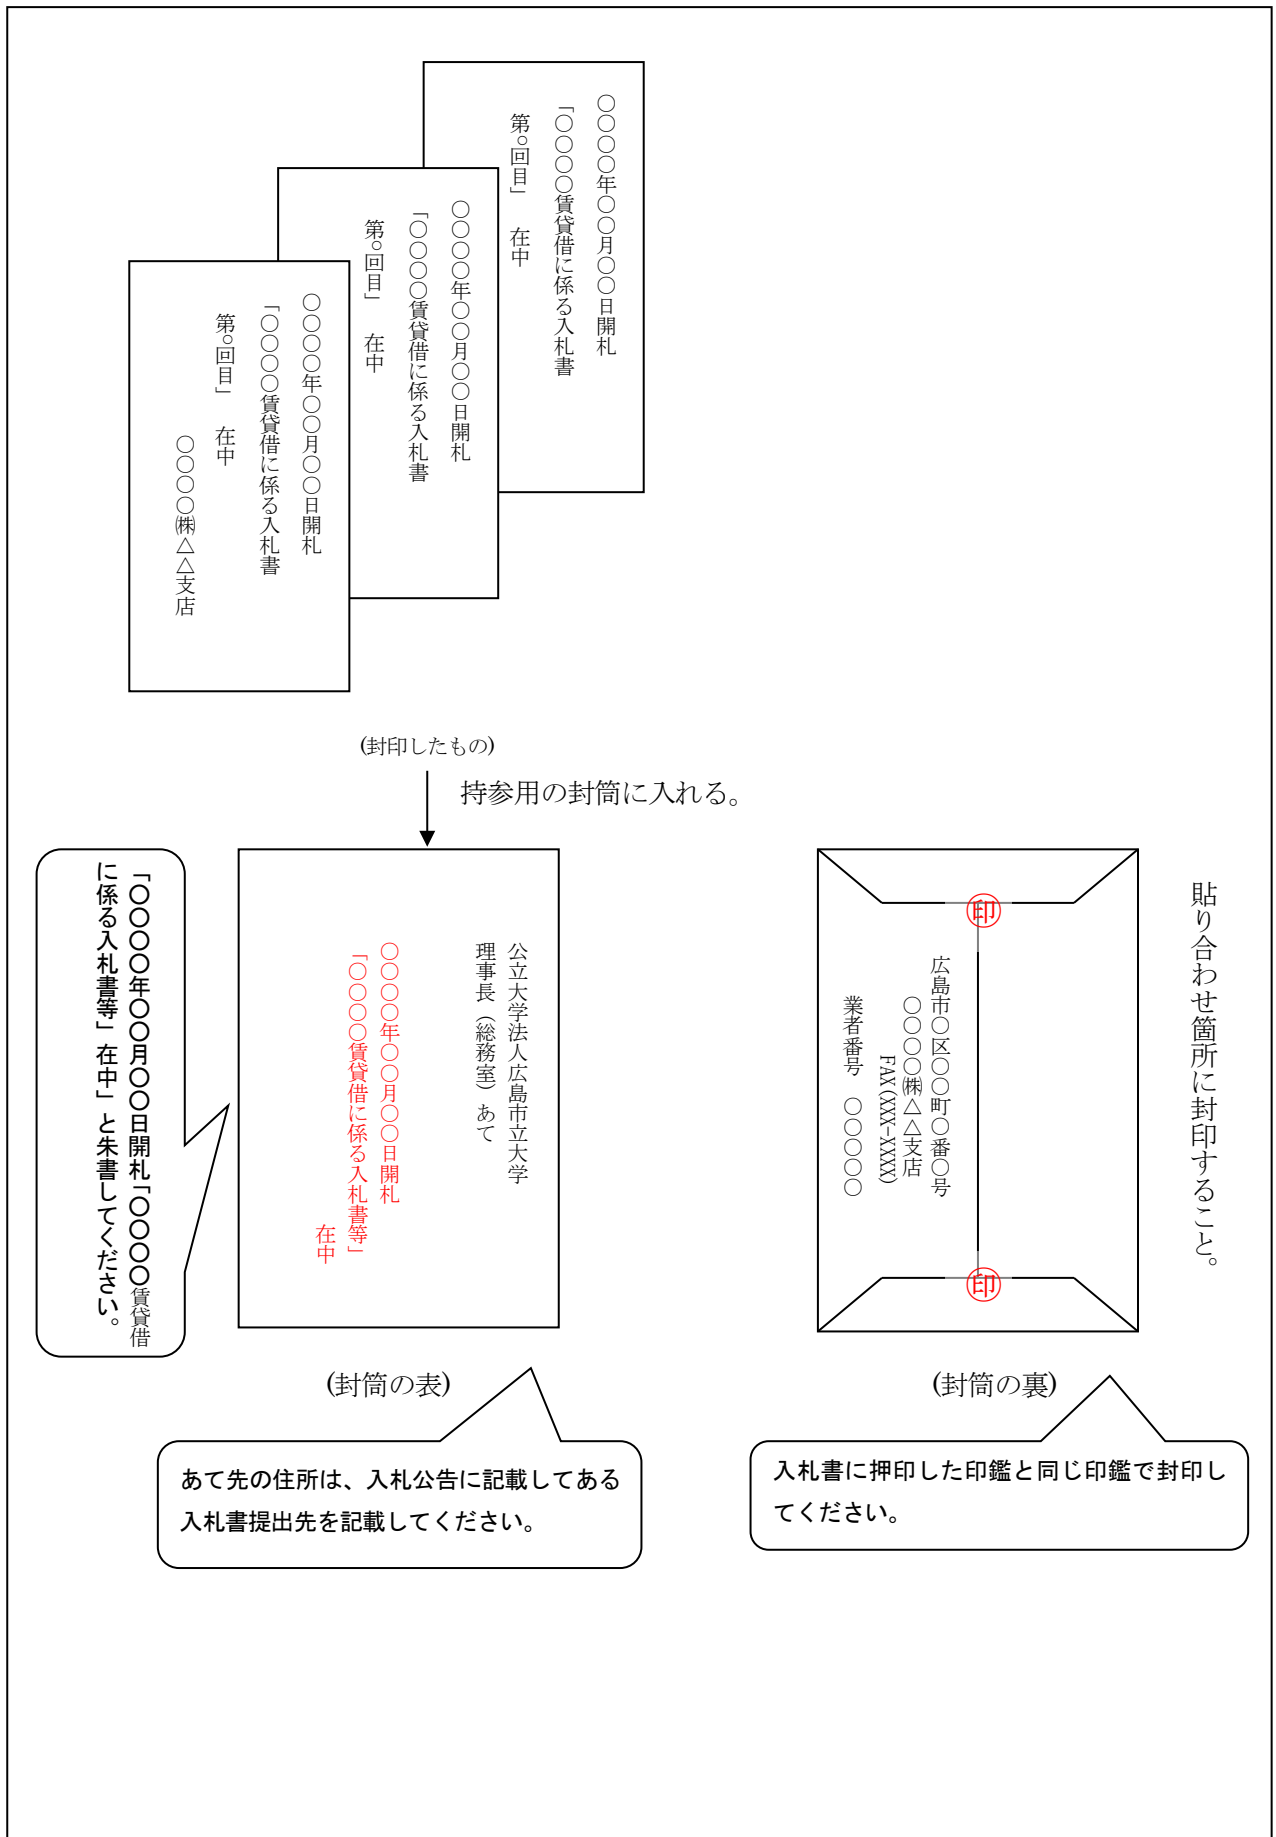 ○○○○年○○月○○日開札
「○○○○賃貸借に係る入札書
第○回目」　在中
○○○○年○○月○○日開札
「○○○○賃貸借に係る入札書
第○回目」　在中
○○○○年○○月○○日開札
「○○○○賃貸借に係る入札書
第○回目」　在中
○○○○㈱△△支店
(封印したもの)
持参用の封筒に入れる。
貼り合わせ箇所に封印すること。
印
広島市○区○○町○番○号
○○○○㈱△△支店
FAX(XXX-XXXX)
業者番号　○○○○○
印
(封筒の裏)
入札書に押印した印鑑と同じ印鑑で封印し
てください。
公立大学法人広島市立大学
理事長（総務室）あて
○○○○年○○月○○日開札
「○○○○賃貸借に係る入札書等」
在中
(封筒の表)
あて先の住所は、入札公告に記載してある
入札書提出先を記載してください。
「○○○○年○○月○○日開札「○○○○賃貸借
に係る入札書等」在中」と朱書してください。